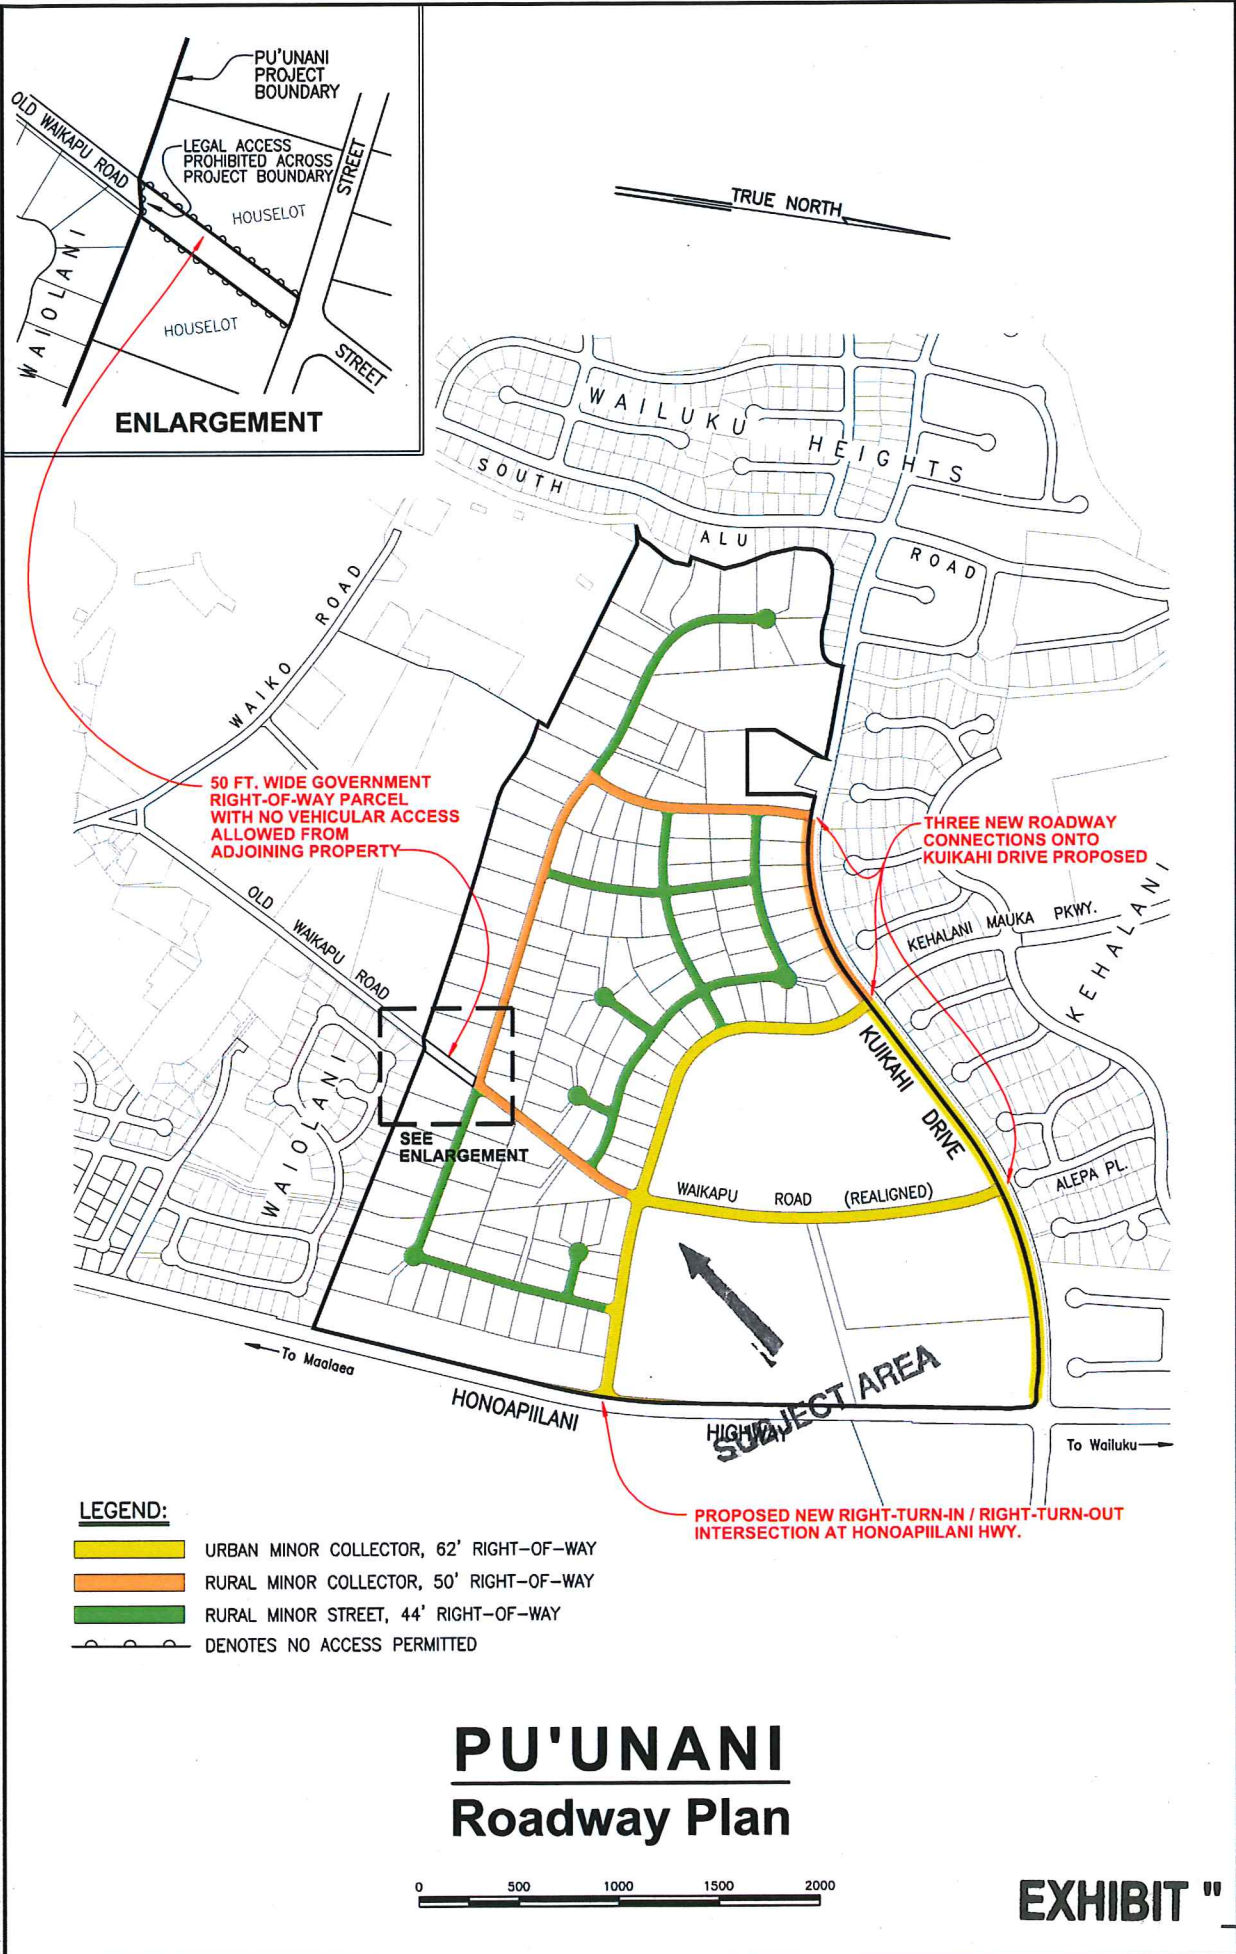 PU'UNANI
PROJECT
BOUNDARY
OLD WAIKAPU ROAD
LEGAL ACCESS
PROHIBITED ACROSS
PROJECT BOUNDARY
STREET
HOUSELOT
WAIOLANI
HOUSELOT
STREET
ENLARGEMENT
TRUE NORTH
WAILUKU
HEIGHTS
SOUTH
ALU
ROAD
WAIKO ROAD
50 FT. WIDE GOVERNMENT
RIGHT-OF-WAY PARCEL
WITH NO VEHICULAR ACCESS
ALLOWED FROM
ADJOINING PROPERTY
THREE NEW ROADWAY
CONNECTIONS ONTO
KUIKAHI DRIVE PROPOSED
OLD WAIKAPU ROAD
KEHALANI MAUKA PKWY.
KEHALANI
KUIKAHI DRIVE
WAIOLANI
SEE
ENLARGEMENT
ALEPA PL.
WAIKAPU ROAD (REALIGNED)
To Maalaea
SUBJECT AREA
HONOAPIILANI
HIGHWAY
To Wailuku
PROPOSED NEW RIGHT-TURN-IN / RIGHT-TURN-OUT
INTERSECTION AT HONOAPIILANI HWY.
LEGEND:
URBAN MINOR COLLECTOR, 62' RIGHT-OF-WAY
RURAL MINOR COLLECTOR, 50' RIGHT-OF-WAY
RURAL MINOR STREET, 44' RIGHT-OF-WAY
DENOTES NO ACCESS PERMITTED
PU'UNANI
Roadway Plan
0 500 1000 1500 2000
EXHIBIT "